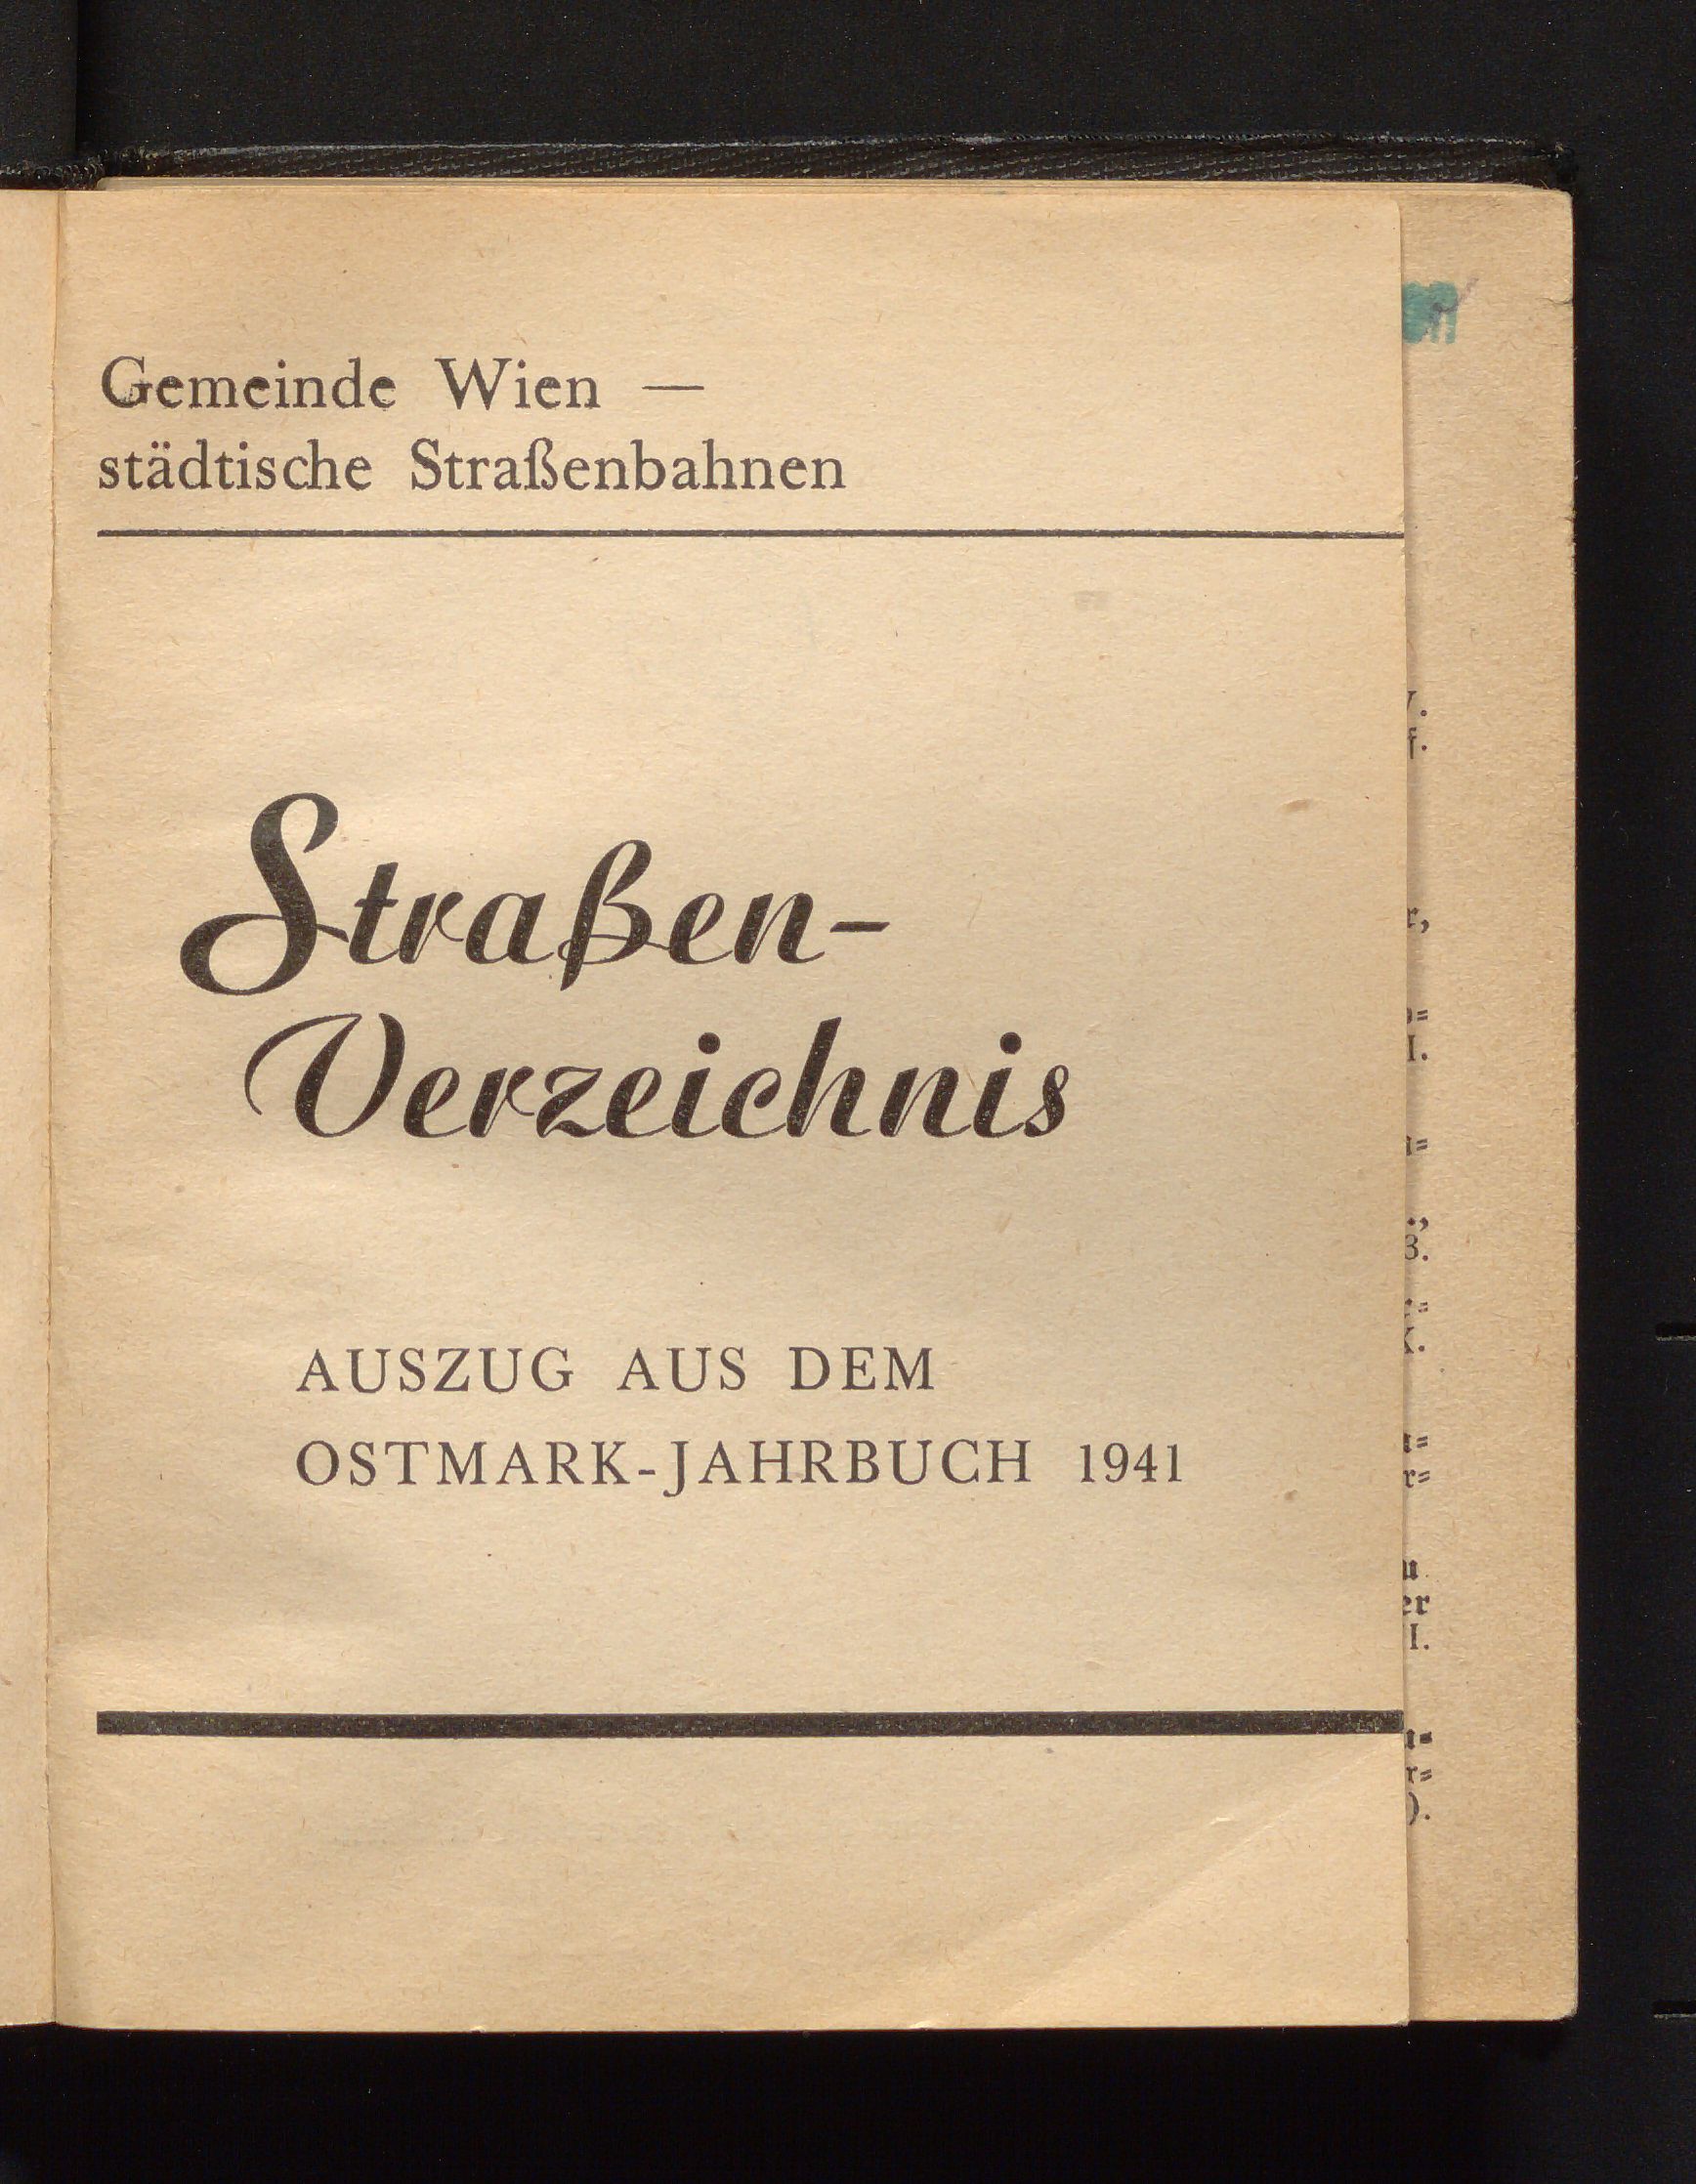 Gemeinde Wien —
städtische Straßenbahnen
Straßen-
Verzeichnis
AUSZUG AUS DEM
OSTMARK-JAHRBUCH 1941